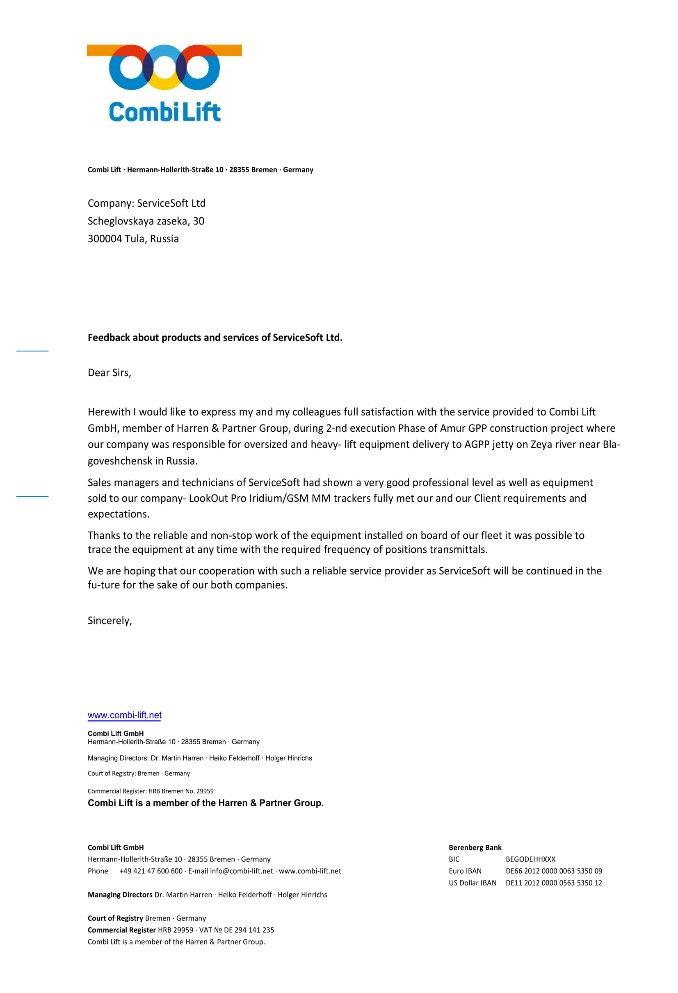 Combi Lift
Combi Lift · Hermann-Hollerith-Straße 10 · 28355 Bremen · Germany
Company: ServiceSoft Ltd
Scheglovskaya zaseka, 30
300004 Tula, Russia
Feedback about products and services of ServiceSoft Ltd.
Dear Sirs,
Herewith I would like to express my and my colleagues full satisfaction with the service provided to Combi Lift
GmbH, member of Harren & Partner Group, during 2-nd execution Phase of Amur GPP construction project where
our company was responsible for oversized and heavy- lift equipment delivery to AGPP jetty on Zeya river near Bla-
goveshchensk in Russia.
Sales managers and technicians of ServiceSoft had shown a very good professional level as well as equipment
sold to our company- LookOut Pro Iridium/GSM MM trackers fully met our and our Client requirements and
expectations.
Thanks to the reliable and non-stop work of the equipment installed on board of our fleet it was possible to
trace the equipment at any time with the required frequency of positions transmittals.
We are hoping that our cooperation with such a reliable service provider as ServiceSoft will be continued in the
fu-ture for the sake of our both companies.
Sincerely,
www.combi-lift.net
Combi Lift GmbH
Hermann-Hollerith-Straße 10 · 28355 Bremen · Germany
Managing Directors: Dr. Martin Harren · Heiko Felderhoff · Holger Hinrichs
Court of Registry: Bremen - Germany
Commercial Register: HRB Bremen No. 29959
Combi Lift is a member of the Harren & Partner Group.
Combi Lift GmbH
Hermann-Hollerith-Straße 10 · 28355 Bremen · Germany
Phone +49 421 47 600 600 · E-mail info@combi-lift.net · www.combi-lift.net
Managing Directors Dr. Martin Harren · Heiko Felderhoff · Holger Hinrichs
Court of Registry Bremen · Germany
Commercial Register HRB 29959 · VAT № DE 294 141 235
Combi Lift is a member of the Harren & Partner Group.
Berenberg Bank
BIC BEGODEHHXXX
Euro IBAN DE66 2012 0000 0063 5350 09
US Dollar IBAN DE11 2012 0000 0563 5350 12